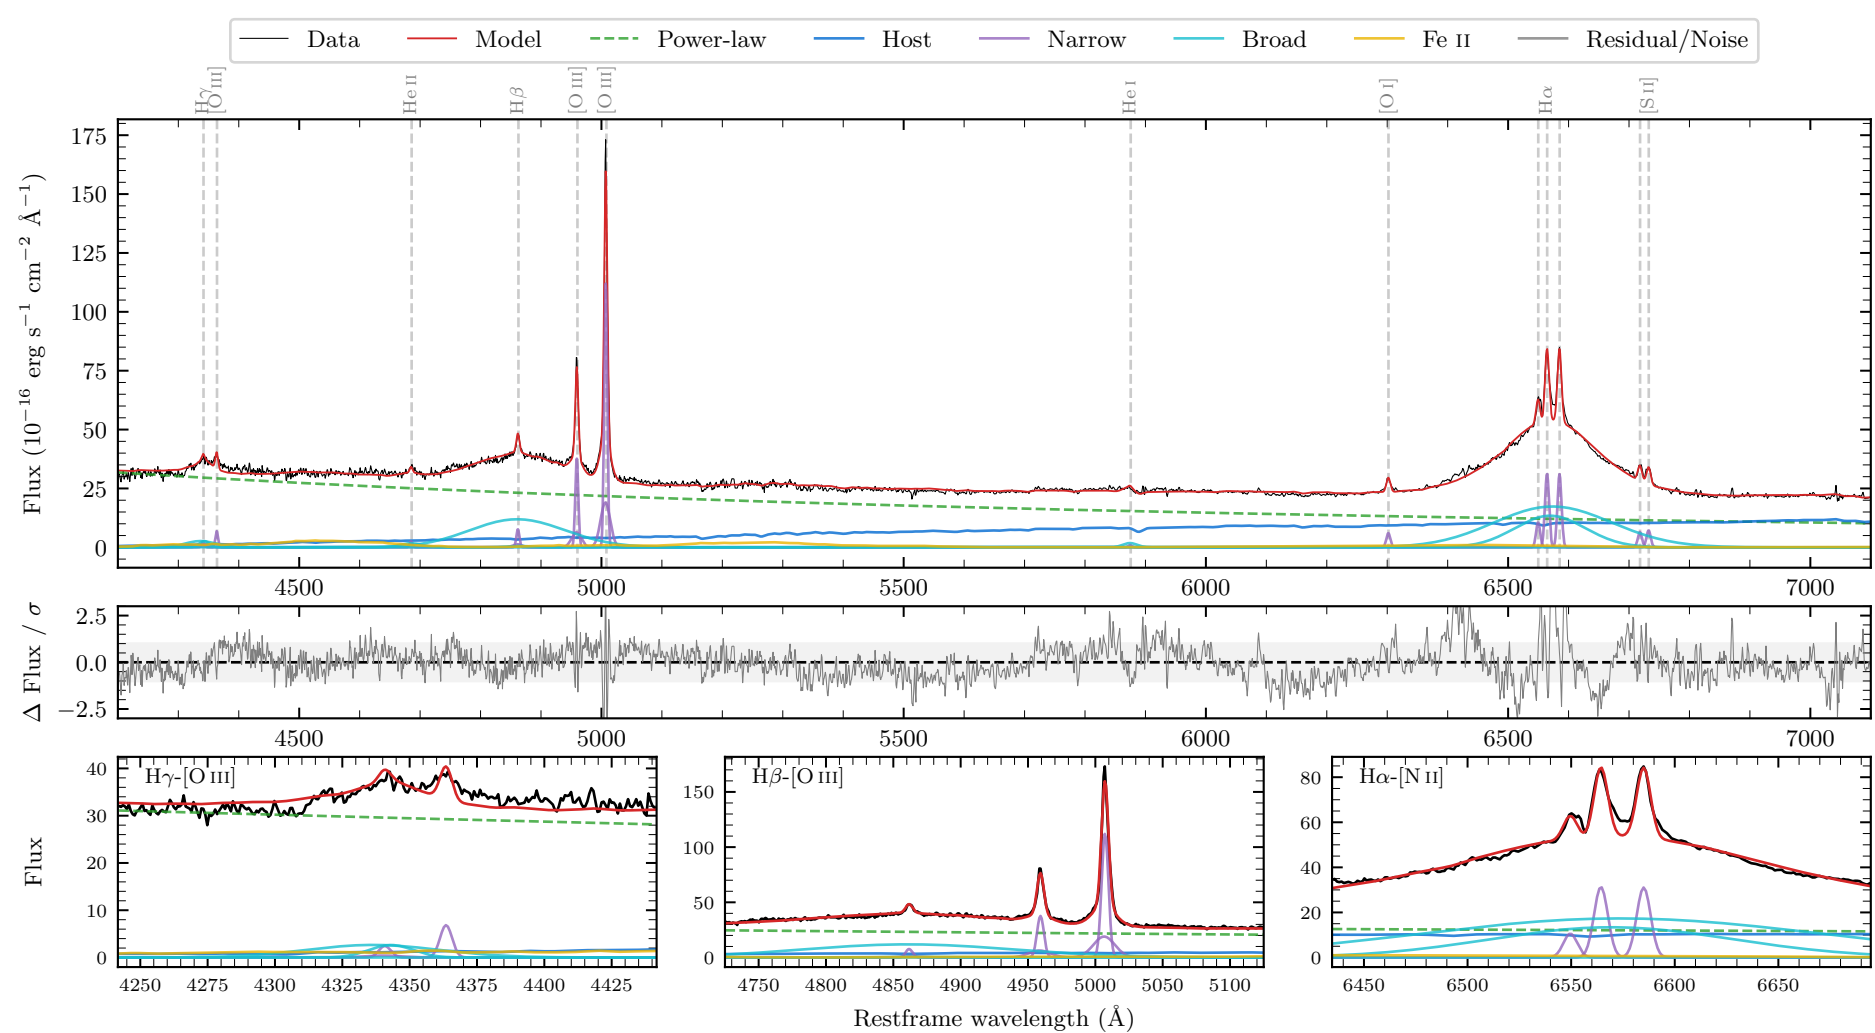 Data Model Power-law Host Narrow Broad Fe II Residual/Noise
Hγ [O III] He II Hβ [O III] [O III] He I [O I] Hα [S II]
Flux (10−16 erg s−1 cm−2 Å−1)
175
150
125
100
75
50
25
0
4500 5000 5500 6000 6500 7000
Δ Flux / σ
2.5
0.0
−2.5
4500 5000 5500 6000 6500 7000
Flux
Hγ-[O III]
40
30
20
10
0
4250 4275 4300 4325 4350 4375 4400 4425
Hβ-[O III]
150
100
50
0
4750 4800 4850 4900 4950 5000 5050 5100
Hα-[N II]
80
60
40
20
0
6450 6500 6550 6600 6650
Restframe wavelength (Å)